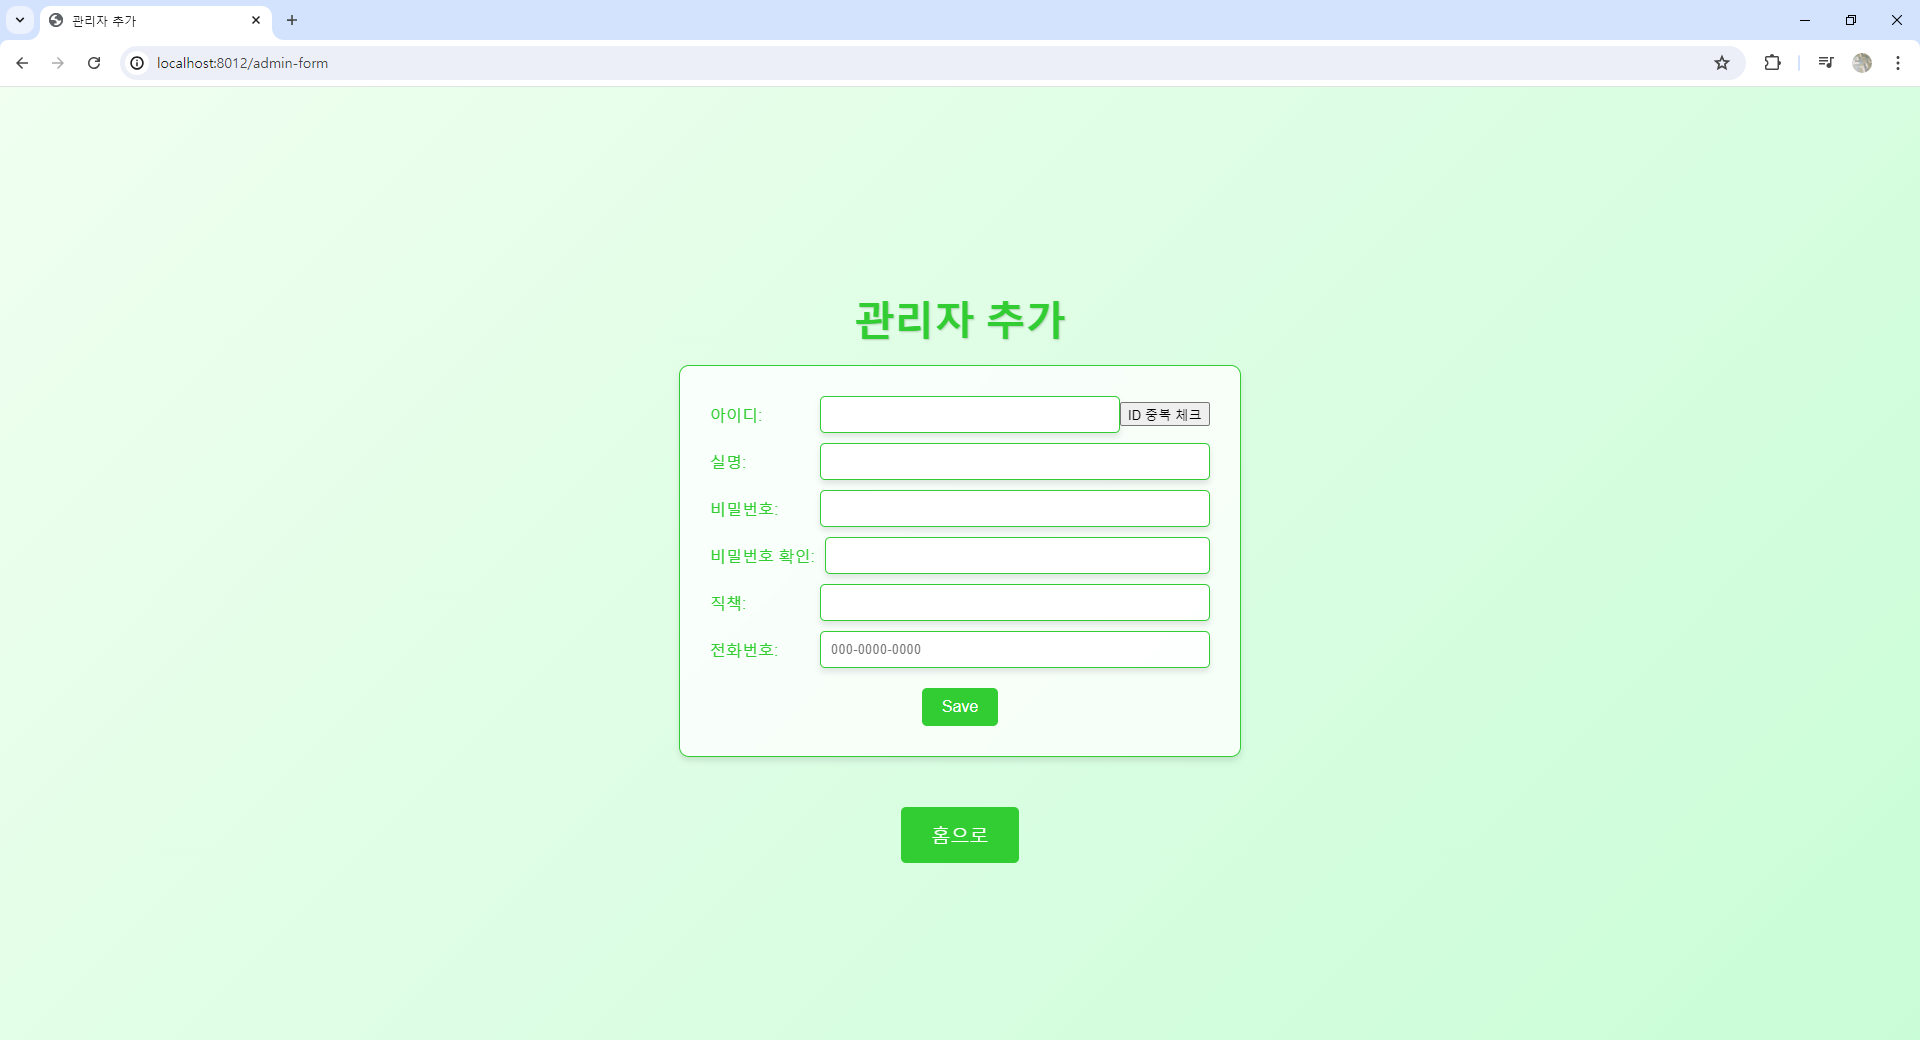 관리자 추가
localhost:8012/admin-form
관리자 추가
아이디:
ID 중복 체크
실명:
비밀번호:
비밀번호 확인:
직책:
전화번호:
000-0000-0000
Save
홈으로